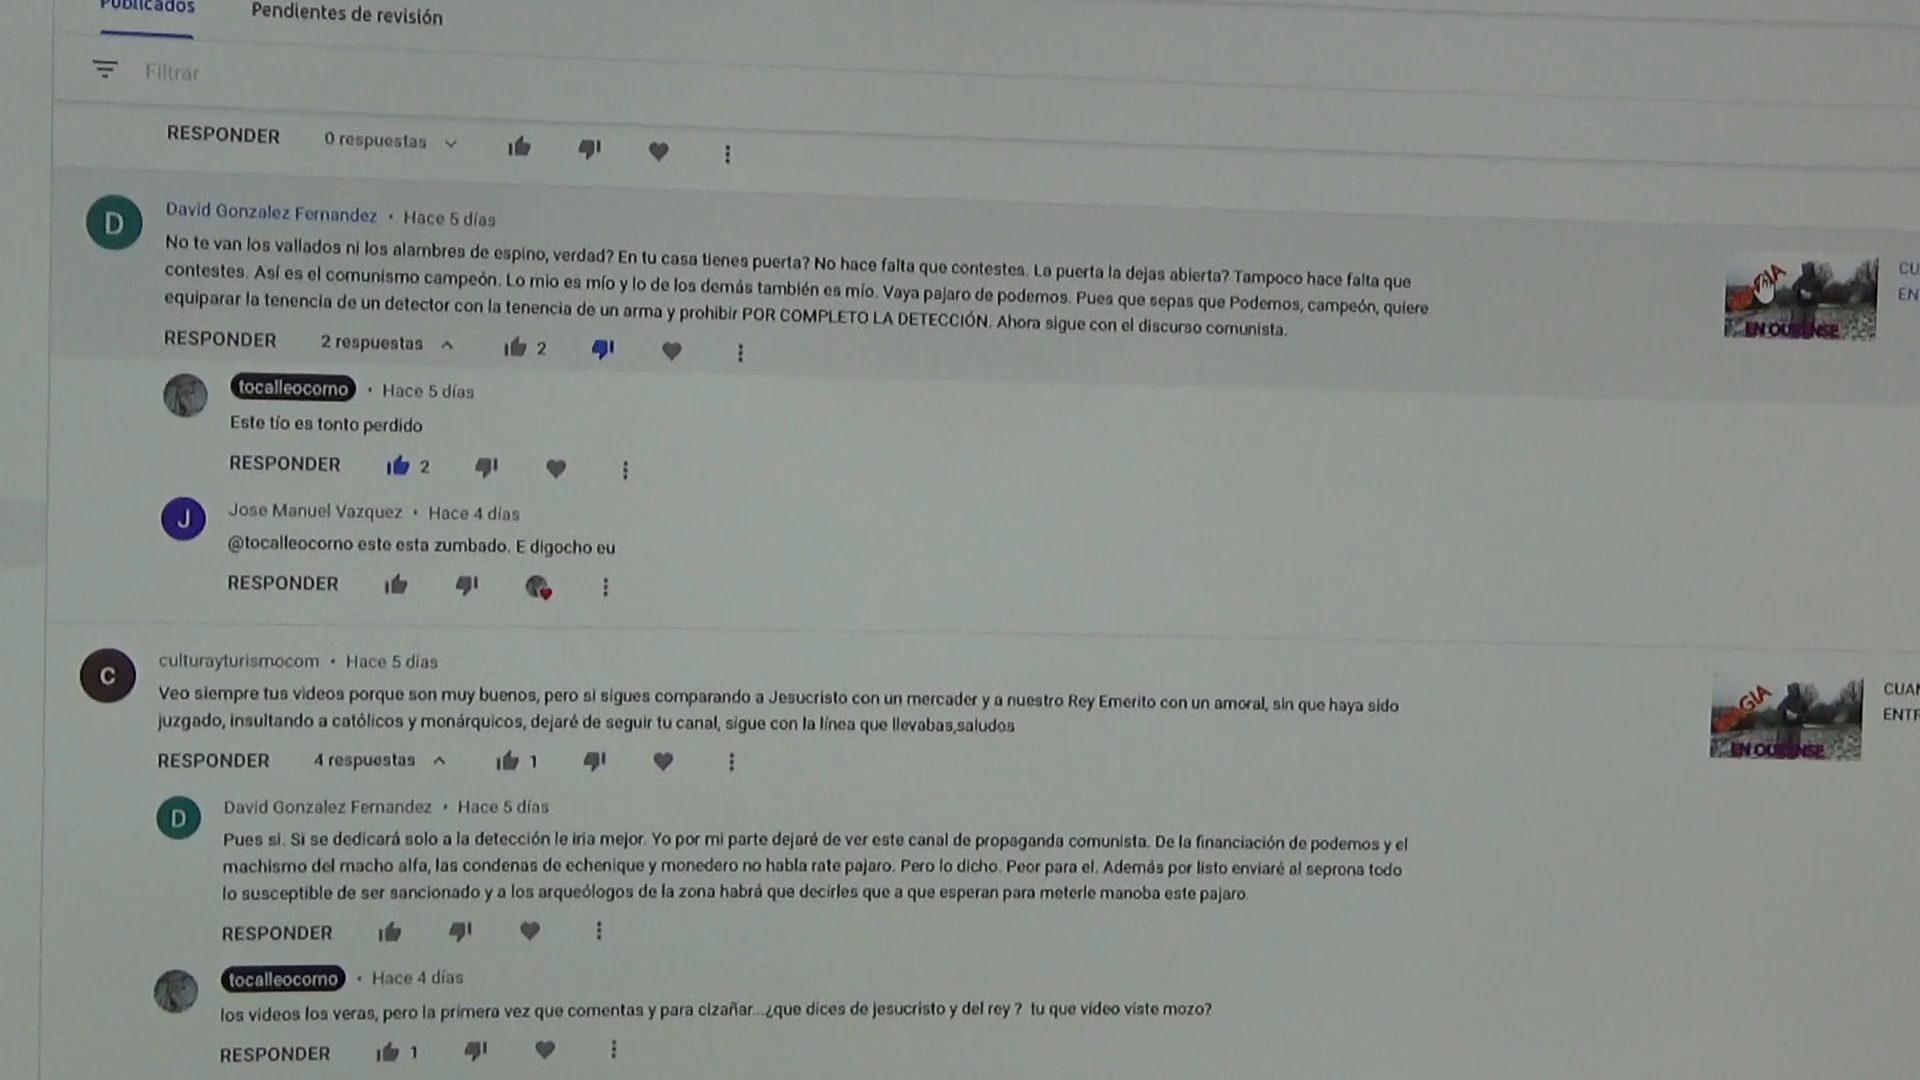 Publicados
Pendientes de revisión
Filtrar
RESPONDER 0 respuestas
D David Gonzalez Fernandez • Hace 5 días
No te van los vallados ni los alambres de espino, verdad? En tu casa tienes puerta? No hace falta que contestes. La puerta la dejas abierta? Tampoco hace falta que
contestes. Así es el comunismo campeón. Lo mio es mío y lo de los demás también es mío. Vaya pajaro de podemos. Pues que sepas que Podemos, campeón, quiere
equiparar la tenencia de un detector con la tenencia de un arma y prohibir POR COMPLETO LA DETECCIÓN. Ahora sigue con el discurso comunista.
RESPONDER 2 respuestas 2
CU
EN
MAGIA
EN OURENSE
tocalleocorno • Hace 5 días
Este tío es tonto perdido
RESPONDER 2
J Jose Manuel Vazquez • Hace 4 días
@tocalleocorno este esta zumbado. E digocho eu
RESPONDER
C culturayturismocom • Hace 5 días
Veo siempre tus videos porque son muy buenos, pero si sigues comparando a Jesucristo con un mercader y a nuestro Rey Emerito con un amoral, sin que haya sido
juzgado, insultando a católicos y monárquicos, dejaré de seguir tu canal, sigue con la línea que llevabas,saludos
RESPONDER 4 respuestas 1
CUAN
ENTR
MAGIA
EN OURENSE
D David Gonzalez Fernandez • Hace 5 días
Pues si. Si se dedicará solo a la detección le iria mejor. Yo por mi parte dejaré de ver este canal de propaganda comunista. De la financiación de podemos y el
machismo del macho alfa, las condenas de echenique y monedero no habla rate pajaro. Pero lo dicho. Peor para el. Además por listo enviaré al seprona todo
lo susceptible de ser sancionado y a los arqueólogos de la zona habrá que decirles que a que esperan para meterle manoba este pajaro.
RESPONDER
tocalleocorno • Hace 4 días
los videos los veras, pero la primera vez que comentas y para cizañar...¿que dices de jesucristo y del rey ? tu que video viste mozo?
RESPONDER 1